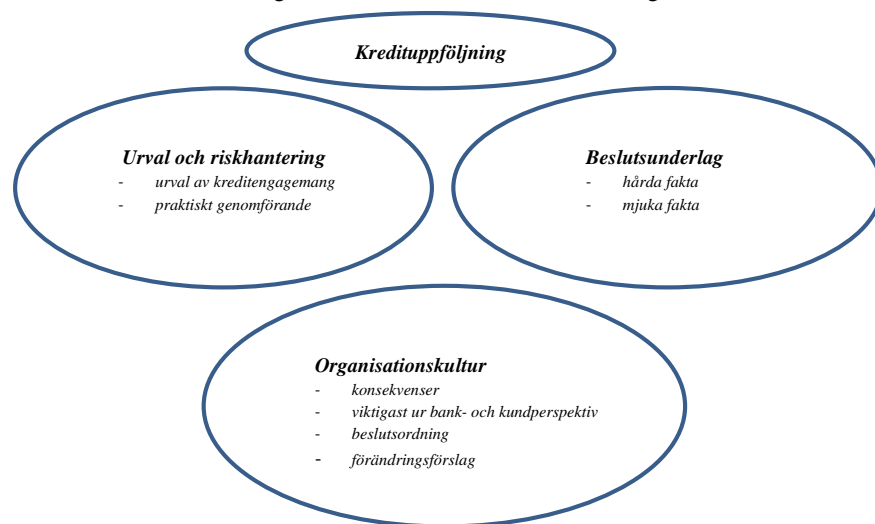 Kredituppföljning
Urval och riskhantering
- urval av kreditengagemang
- praktiskt genomförande
Beslutsunderlag
- hårda fakta
- mjuka fakta
Organisationskultur
- konsekvenser
- viktigast ur bank- och kundperspektiv
- beslutsordning
- förändringsförslag